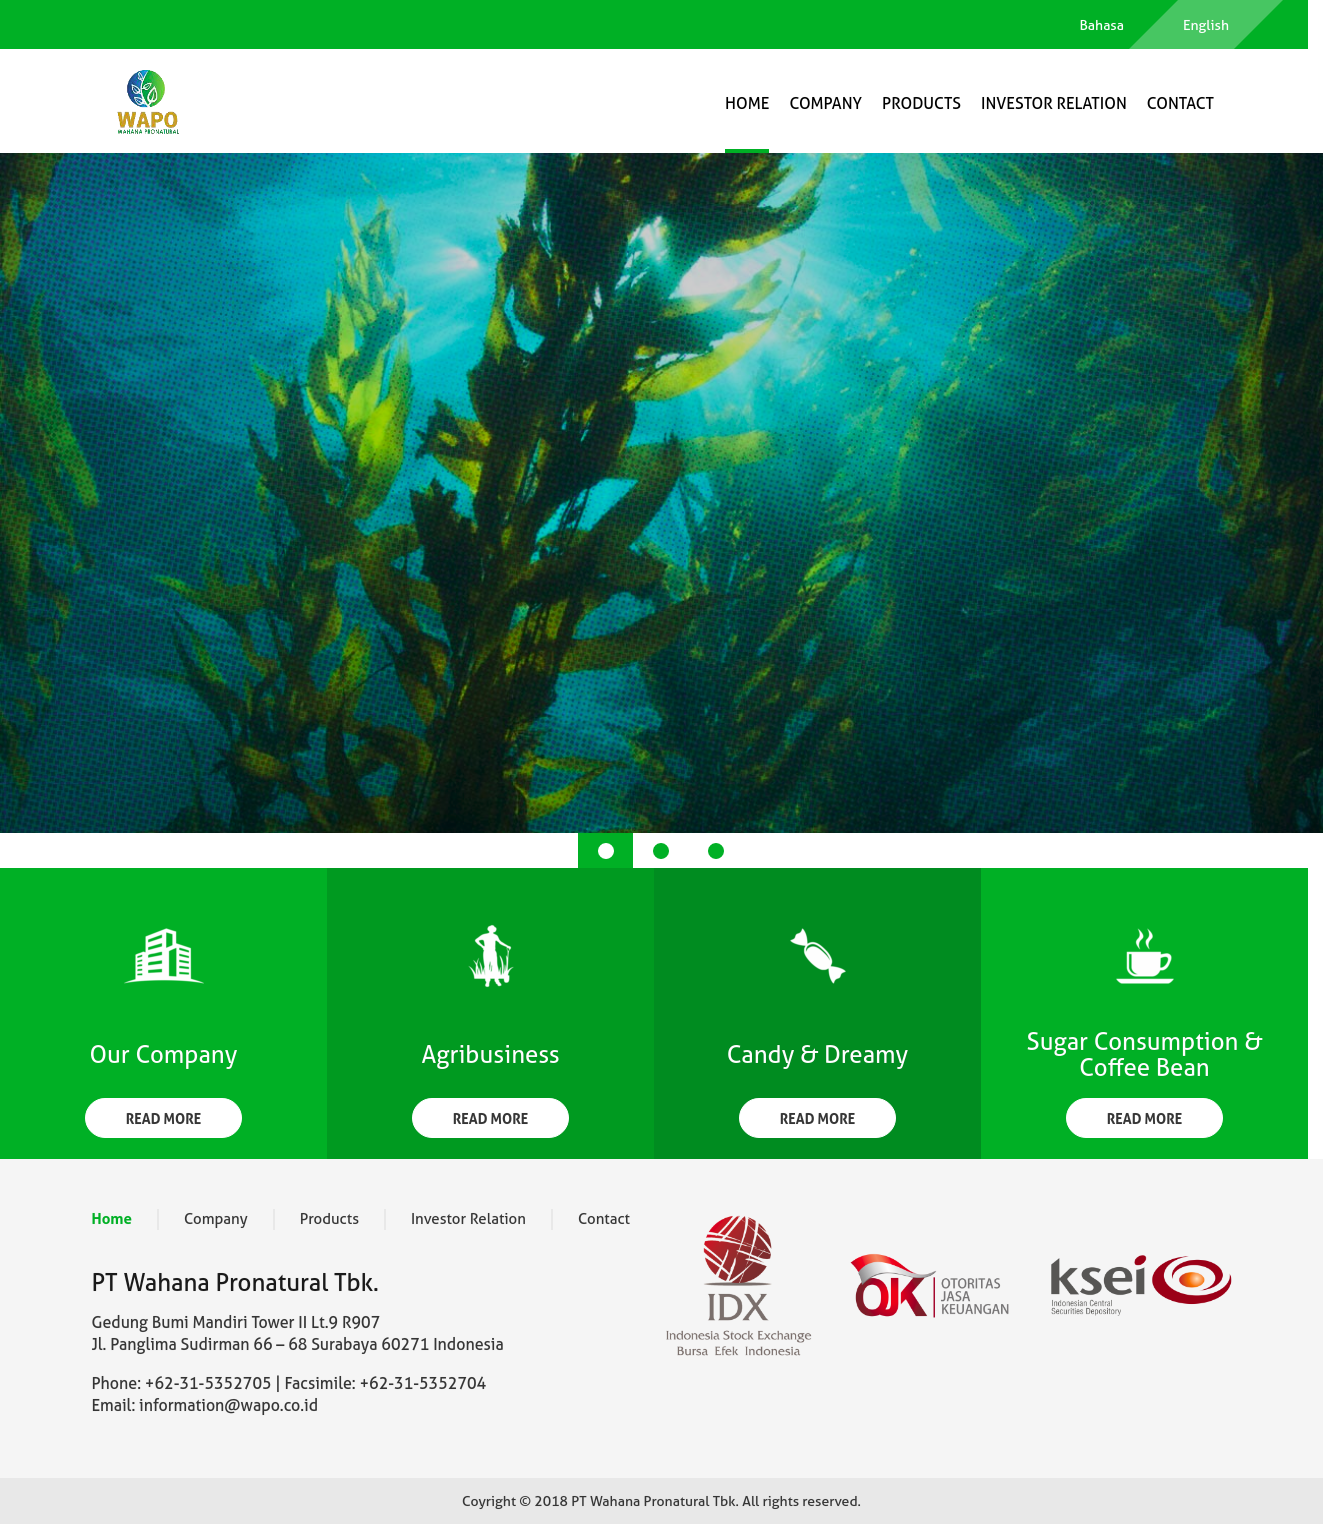 Bahasa
English
WAPO
WAHANA PRONATURAL
HOME
COMPANY
PRODUCTS
INVESTOR RELATION
CONTACT
Our Company
READ MORE
Agribusiness
READ MORE
Candy & Dreamy
READ MORE
Sugar Consumption &
Coffee Bean
READ MORE
Home
Company
Products
Investor Relation
Contact
PT Wahana Pronatural Tbk.
Gedung Bumi Mandiri Tower II Lt.9 R907
Jl. Panglima Sudirman 66 – 68 Surabaya 60271 Indonesia
Phone: +62-31-5352705 | Facsimile: +62-31-5352704
Email: information@wapo.co.id
IDX
Indonesia Stock Exchange
Bursa Efek Indonesia
OJK
OTORITAS
JASA
KEUANGAN
ksei
Indonesian Central
Securities Depository
Coyright © 2018 PT Wahana Pronatural Tbk. All rights reserved.